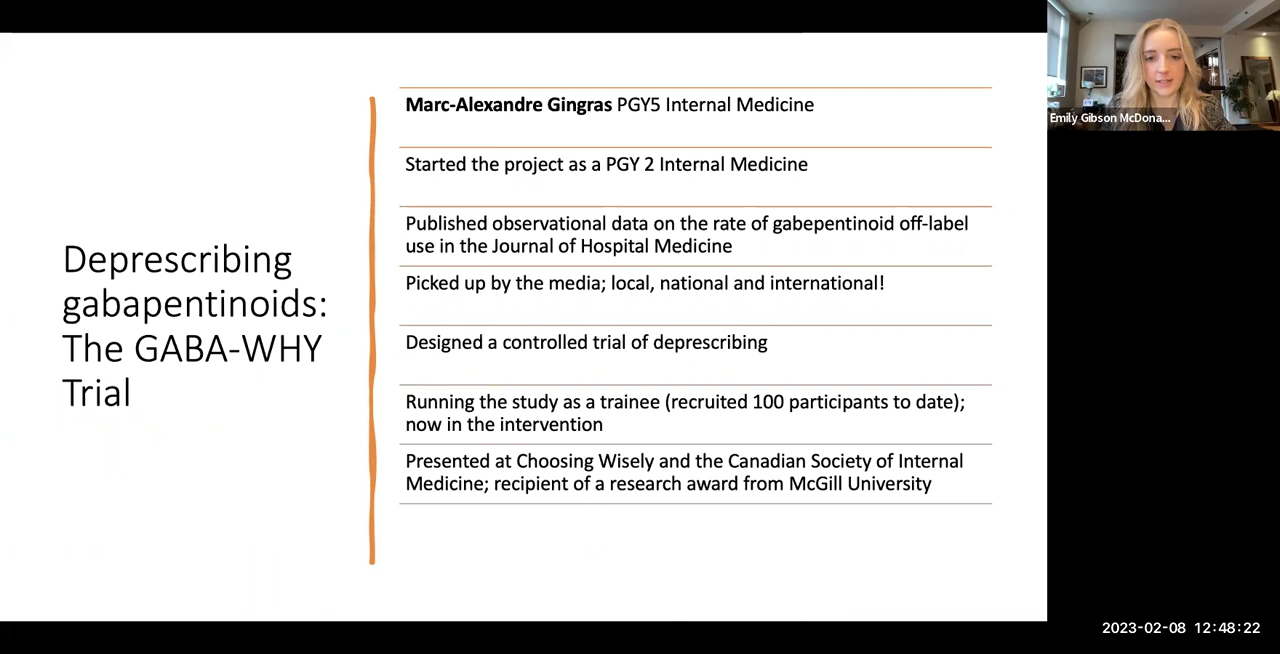 Deprescribing
gabapentinoids:
The GABA-WHY
Trial
Marc-Alexandre Gingras PGY5 Internal Medicine
Started the project as a PGY 2 Internal Medicine
Published observational data on the rate of gabepentinoid off-label
use in the Journal of Hospital Medicine
Picked up by the media; local, national and international!
Designed a controlled trial of deprescribing
Running the study as a trainee (recruited 100 participants to date);
now in the intervention
Presented at Choosing Wisely and the Canadian Society of Internal
Medicine; recipient of a research award from McGill University
Emily Gibson McDona...
2023-02-08 12:48:22